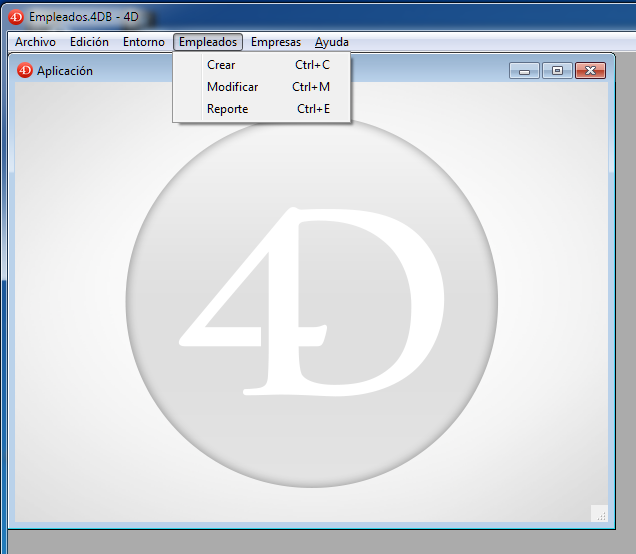 Empleados.4DB - 4D
Archivo Edición Entorno Empleados Empresas Ayuda
Aplicación
Crear Ctrl+C
Modificar Ctrl+M
Reporte Ctrl+E
4D